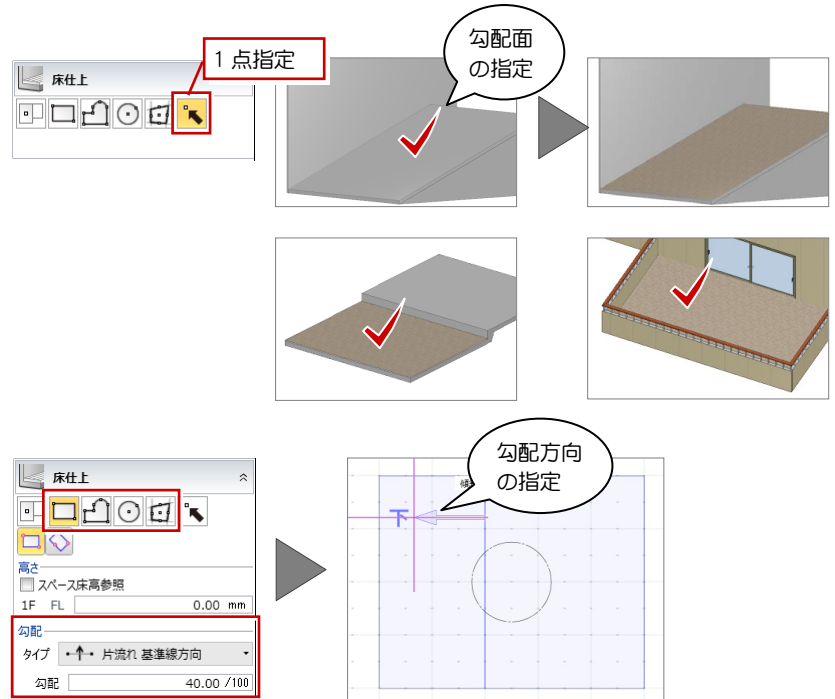 1点指定
床仕上
勾配面
の指定
床仕上
高さ
スペース床高参照
1F FL 0.00 mm
勾配
タイプ 片流れ 基準線方向
勾配 40.00 /100
勾配方向
の指定
下